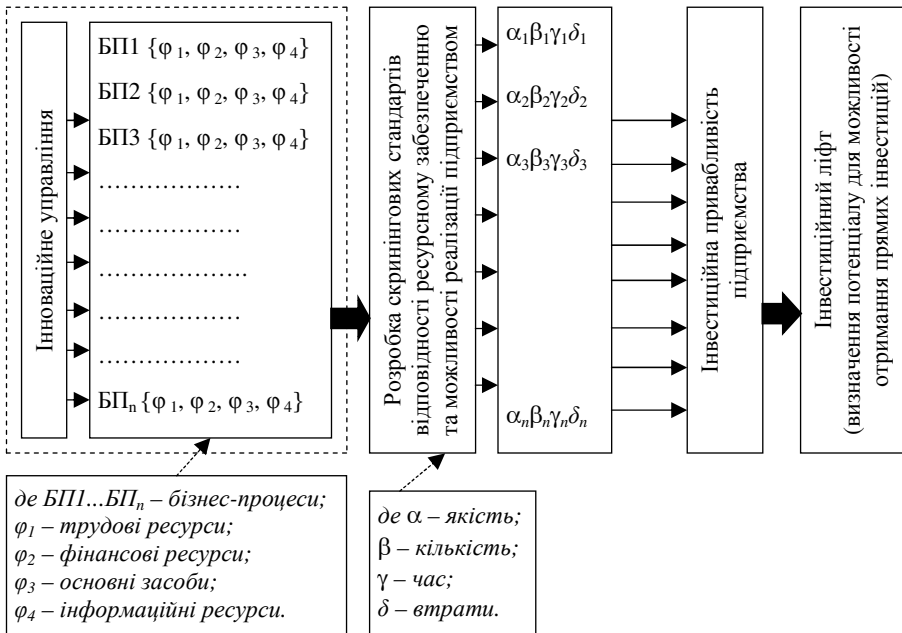 Інноваційне управління
БП1 {φ 1, φ 2, φ 3, φ 4}
БП2 {φ 1, φ 2, φ 3, φ 4}
БП3 {φ 1, φ 2, φ 3, φ 4}
………………
………………
………………
………………
………………
БПn {φ 1, φ 2, φ 3, φ 4}
Розробка скринінгових стандартів
відповідності ресурсному забезпеченню
та можливості реалізації підприємством
α1β1γ1δ1
α2β2γ2δ2
α3β3γ3δ3
αnβnγnδn
Інвестиційна привабливість
підприємства
Інвестиційний ліфт
(визначення потенціалу для можливості
отримання прямих інвестицій)
де БП1...БПn – бізнес-процеси;
φ1 – трудові ресурси;
φ2 – фінансові ресурси;
φ3 – основні засоби;
φ4 – інформаційні ресурси.
де α – якість;
β – кількість;
γ – час;
δ – втрати.